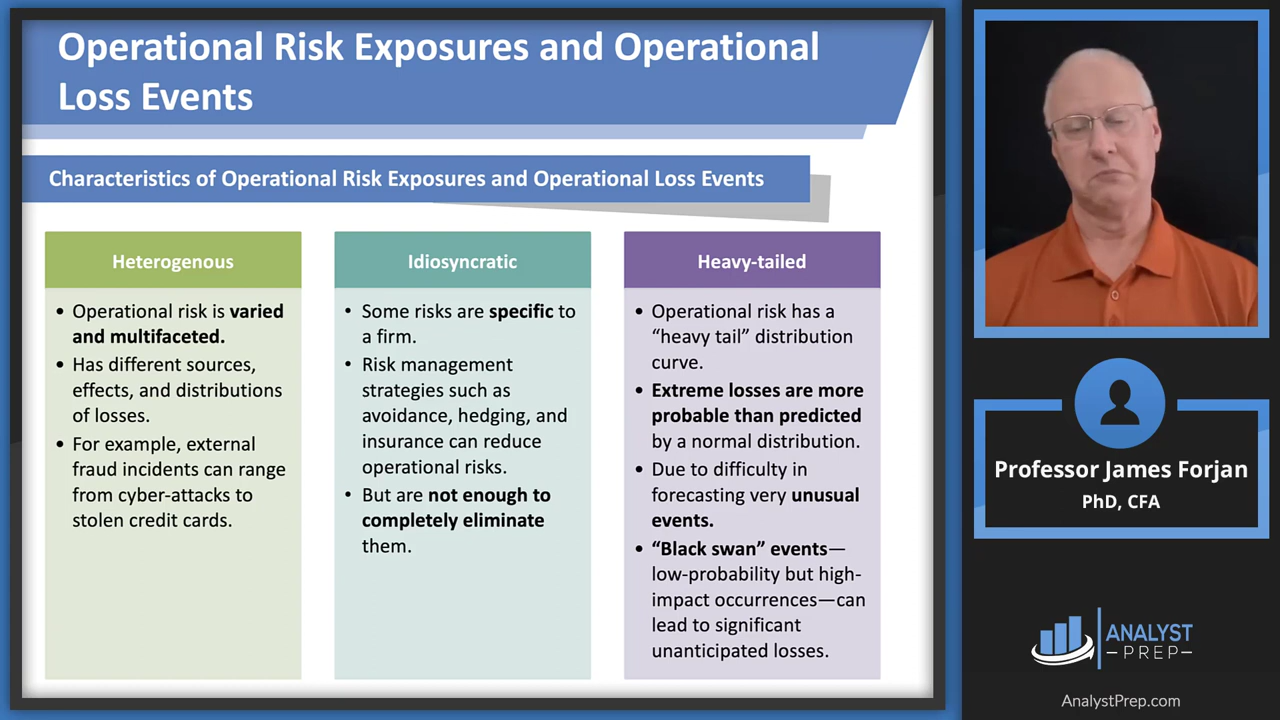 Operational Risk Exposures and Operational
Loss Events
Characteristics of Operational Risk Exposures and Operational Loss Events
Heterogenous
• Operational risk is varied
and multifaceted.
• Has different sources,
effects, and distributions
of losses.
• For example, external
fraud incidents can range
from cyber-attacks to
stolen credit cards.
Idiosyncratic
• Some risks are specific to
a firm.
• Risk management
strategies such as
avoidance, hedging, and
insurance can reduce
operational risks.
• But are not enough to
completely eliminate
them.
Heavy-tailed
• Operational risk has a
“heavy tail” distribution
curve.
• Extreme losses are more
probable than predicted
by a normal distribution.
• Due to difficulty in
forecasting very unusual
events.
• “Black swan” events—
low-probability but high-
impact occurrences—can
lead to significant
unanticipated losses.
Professor James Forjan
PhD, CFA
ANALYST
–PREP–
AnalystPrep.com